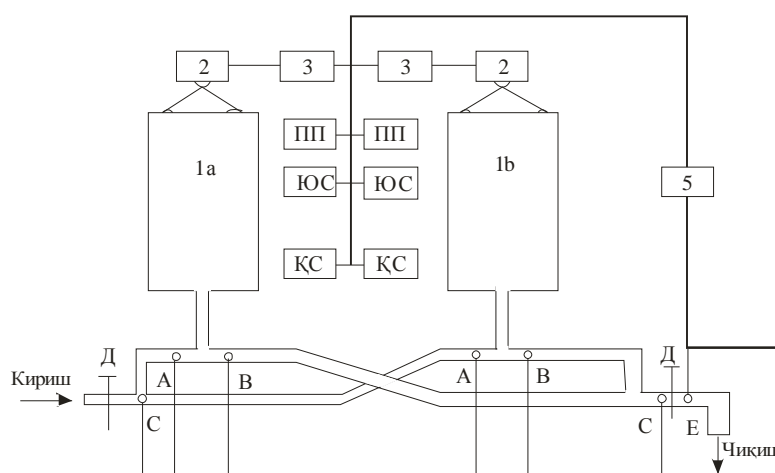 2 3 3 2
ПП ПП
1a 1b
ЮС ЮС 5
ҚС ҚС
Д Д
Кириш А В А В
С С Е
Чиқиш